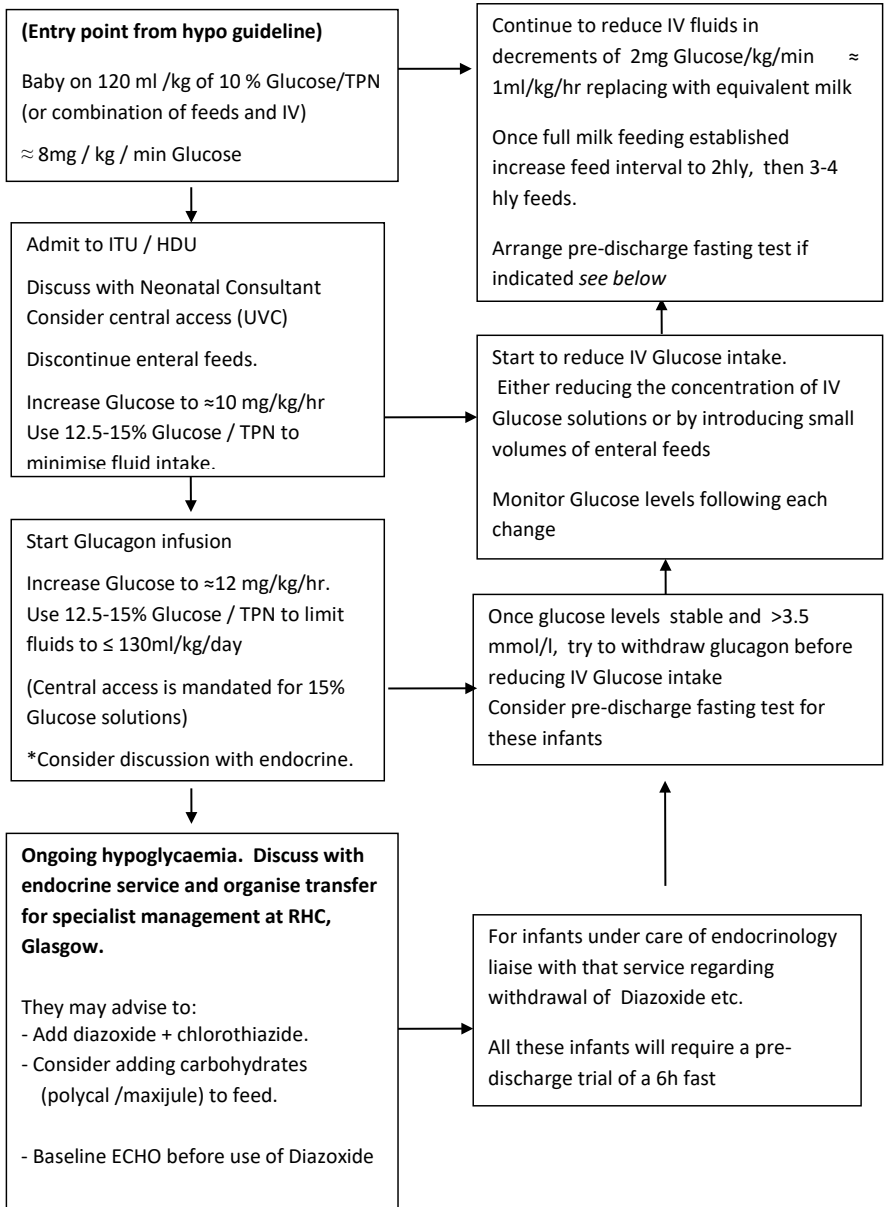 (Entry point from hypo guideline)
Baby on 120 ml /kg of 10 % Glucose/TPN
(or combination of feeds and IV)
≈ 8mg / kg / min Glucose
Admit to ITU / HDU
Discuss with Neonatal Consultant
Consider central access (UVC)
Discontinue enteral feeds.
Increase Glucose to ≈10 mg/kg/hr
Use 12.5-15% Glucose / TPN to
minimise fluid intake.
Start Glucagon infusion
Increase Glucose to ≈12 mg/kg/hr.
Use 12.5-15% Glucose / TPN to limit
fluids to ≤ 130ml/kg/day
(Central access is mandated for 15%
Glucose solutions)
*Consider discussion with endocrine.
Ongoing hypoglycaemia. Discuss with
endocrine service and organise transfer
for specialist management at RHC,
Glasgow.
They may advise to:
- Add diazoxide + chlorothiazide.
- Consider adding carbohydrates
(polycal /maxijule) to feed.
- Baseline ECHO before use of Diazoxide
Continue to reduce IV fluids in
decrements of 2mg Glucose/kg/min ≈
1ml/kg/hr replacing with equivalent milk
Once full milk feeding established
increase feed interval to 2hly, then 3-4
hly feeds.
Arrange pre-discharge fasting test if
indicated see below
Start to reduce IV Glucose intake.
Either reducing the concentration of IV
Glucose solutions or by introducing small
volumes of enteral feeds
Monitor Glucose levels following each
change
Once glucose levels stable and >3.5
mmol/l, try to withdraw glucagon before
reducing IV Glucose intake
Consider pre-discharge fasting test for
these infants
For infants under care of endocrinology
liaise with that service regarding
withdrawal of Diazoxide etc.
All these infants will require a pre-
discharge trial of a 6h fast